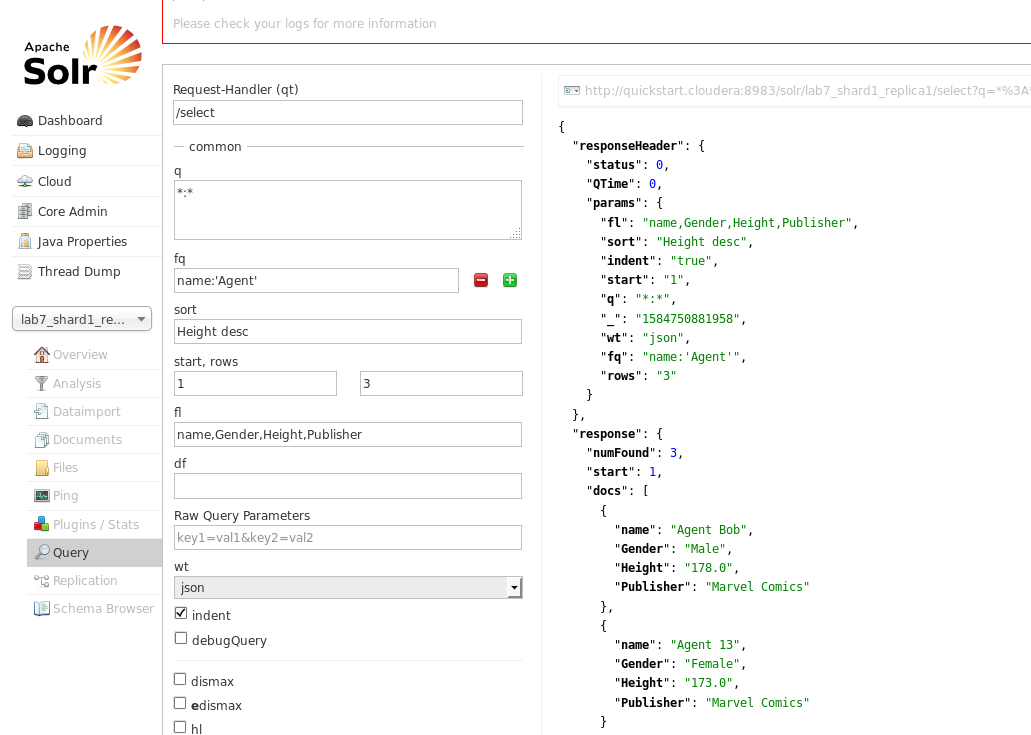 Please check your logs for more information
Apache
Solr
Dashboard
Logging
Cloud
Core Admin
Java Properties
Thread Dump
lab7_shard1_re...
Overview
Analysis
Dataimport
Documents
Files
Ping
Plugins / Stats
Query
Replication
Schema Browser
Request-Handler (qt)
/select
common
q
*:*
fq
name:'Agent'
sort
Height desc
start, rows
1 3
fl
name,Gender,Height,Publisher
df
Raw Query Parameters
key1=val1&key2=val2
wt
json
indent
debugQuery
dismax
edismax
hl
http://quickstart.cloudera:8983/solr/lab7_shard1_replica1/select?q=*%3A*
{
"responseHeader": {
"status": 0,
"QTime": 0,
"params": {
"fl": "name,Gender,Height,Publisher",
"sort": "Height desc",
"indent": "true",
"start": "1",
"q": "*:*",
"_": "1584750881958",
"wt": "json",
"fq": "name:'Agent'",
"rows": "3"
}
},
"response": {
"numFound": 3,
"start": 1,
"docs": [
{
"name": "Agent Bob",
"Gender": "Male",
"Height": "178.0",
"Publisher": "Marvel Comics"
},
{
"name": "Agent 13",
"Gender": "Female",
"Height": "173.0",
"Publisher": "Marvel Comics"
}